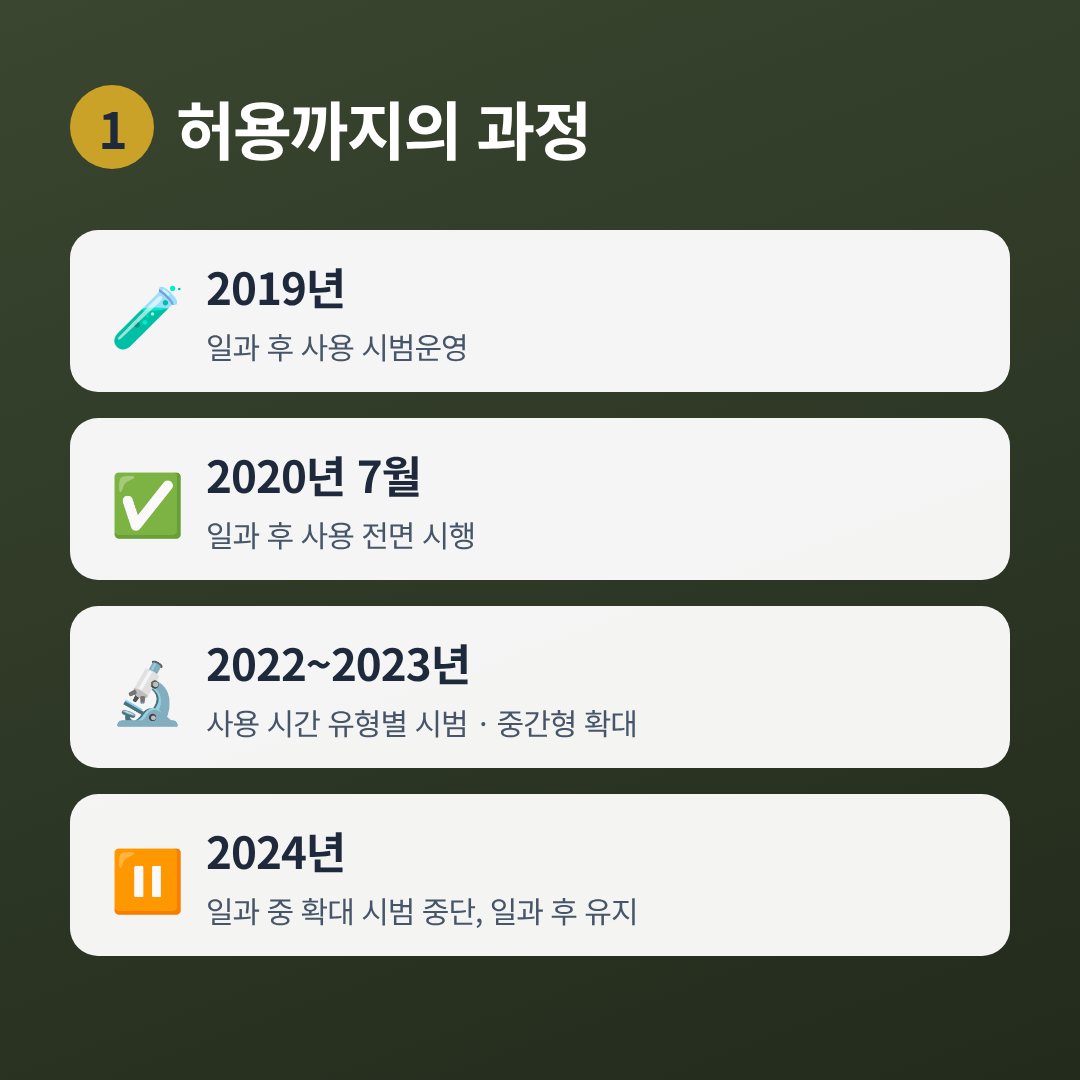 1 허용까지의 과정
2019년
일과 후 사용 시범운영
2020년 7월
일과 후 사용 전면 시행
2022~2023년
사용 시간 유형별 시범 · 중간형 확대
2024년
일과 중 확대 시범 중단, 일과 후 유지